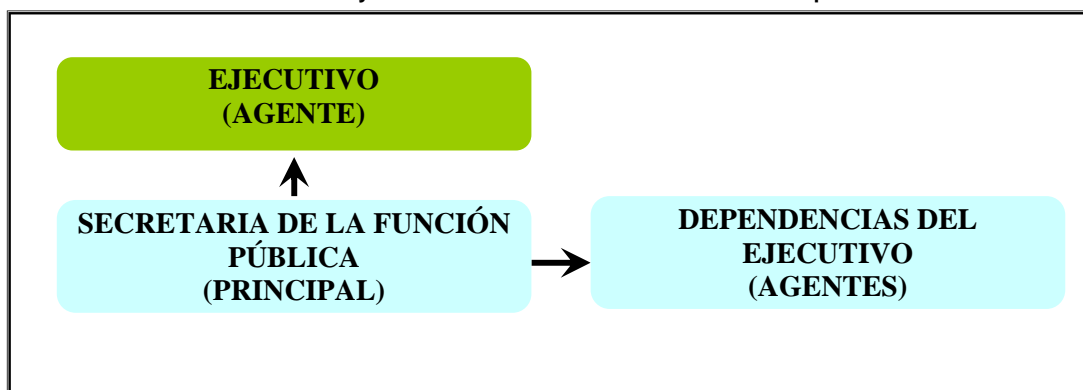 EJECUTIVO
(AGENTE)
SECRETARIA DE LA FUNCIÓN
PÚBLICA
(PRINCIPAL)
DEPENDENCIAS DEL
EJECUTIVO
(AGENTES)